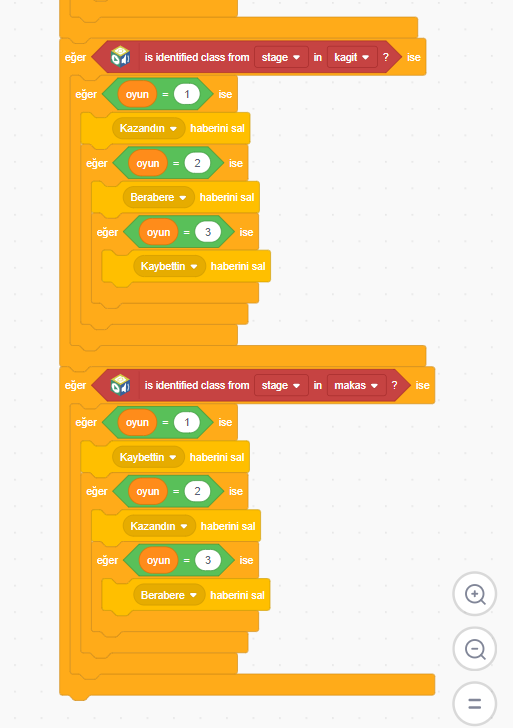 eğer is identified class from stage in kagit ? ise
eğer oyun = 1 ise
Kazandın haberini sal
eğer oyun = 2 ise
Berabere haberini sal
eğer oyun = 3 ise
Kaybettin haberini sal
eğer is identified class from stage in makas ? ise
eğer oyun = 1 ise
Kaybettin haberini sal
eğer oyun = 2 ise
Kazandın haberini sal
eğer oyun = 3 ise
Berabere haberini sal